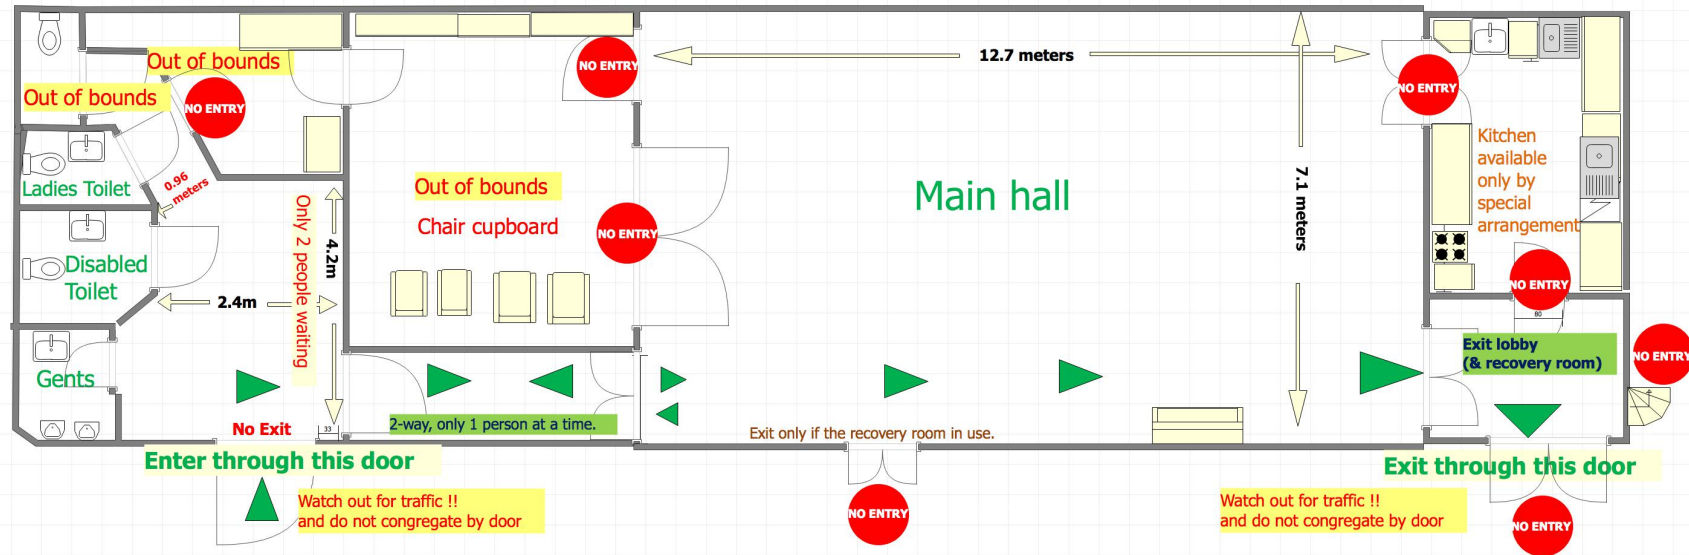 Out of bounds
Out of bounds
NO ENTRY
Ladies Toilet
0.96
meters
Disabled
Toilet
2.4m
Gents
Only 2 people waiting
4.2m
No Exit
33
Enter through this door
Watch out for traffic !!
and do not congregate by door
NO ENTRY
Out of bounds
Chair cupboard
NO ENTRY
2-way, only 1 person at a time.
12.7 meters
Main hall
7.1 meters
Exit only if the recovery room in use.
NO ENTRY
NO ENTRY
Kitchen
available
only by
special
arrangement
NO ENTRY
80
Exit lobby
(& recovery room)
NO ENTRY
Exit through this door
Watch out for traffic !!
and do not congregate by door
NO ENTRY